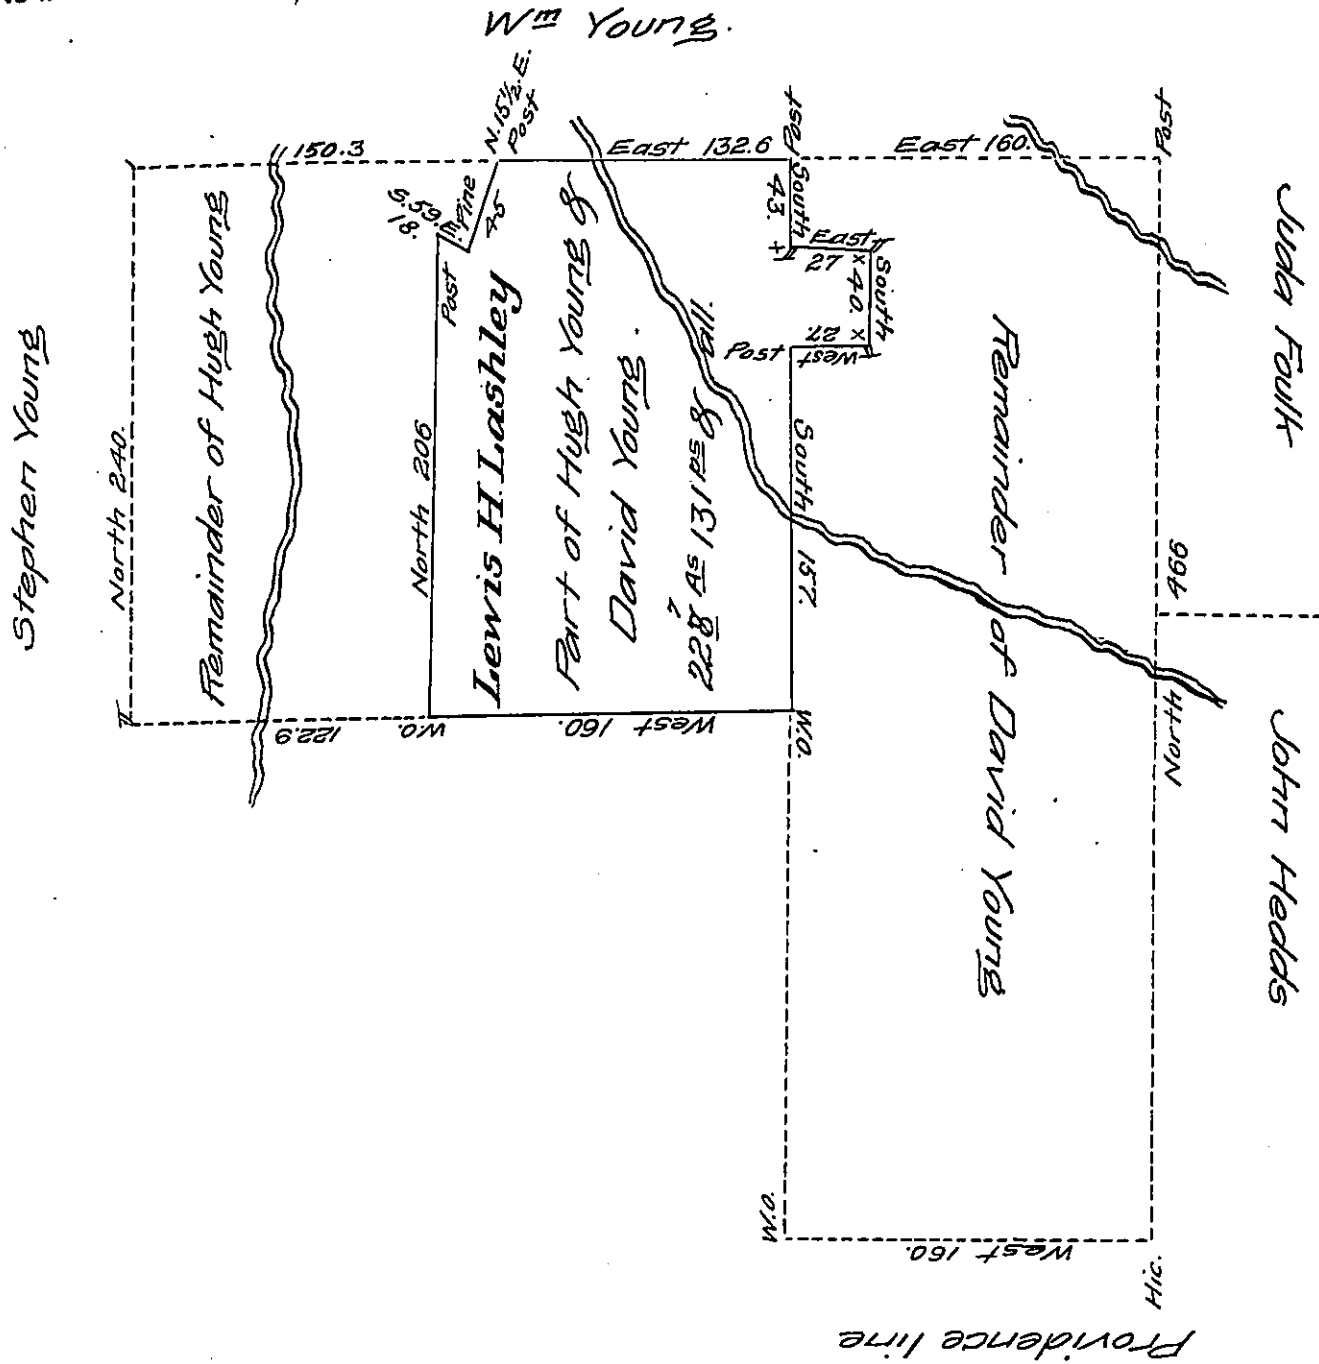 Wm Young.
N. 15½ E.
Post
150.3
East 132.6
Post
East 160.
Post
Juda Foulk
Pine
45
S. 59. E.
18.
Post
South
43.
+
East
27
x
South
40.
x
West
27.
Post
Stephen Young
North 240.
Remainder of Hugh Young
North 206
Lewis H. Lashley
Part of Hugh Young &
David Young.
228 As 131 ps & all.
7
South 157.
Remainder of David Young
466
North
John Hedds
122.9
W.O.
West 160.
W.O.
W.O.
West 160.
Hic.
Providence line